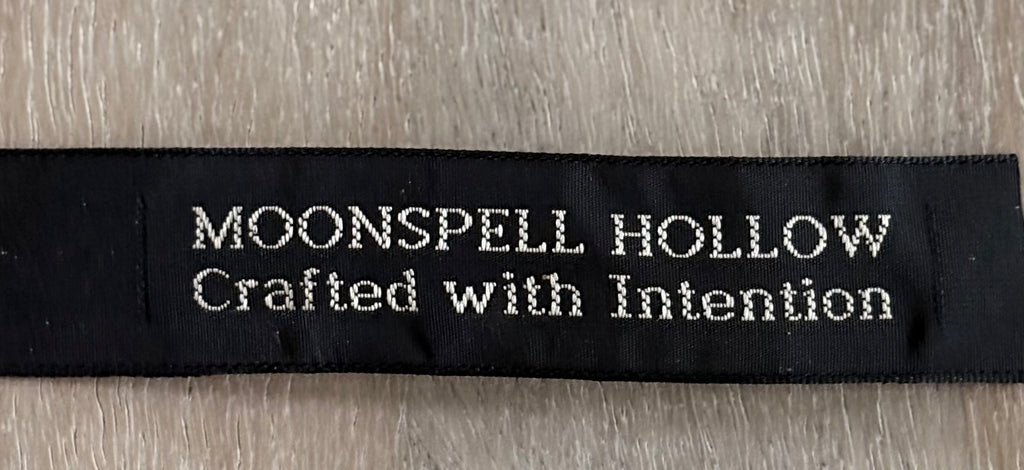 MOONSPELL HOLLOW
Crafted with Intention